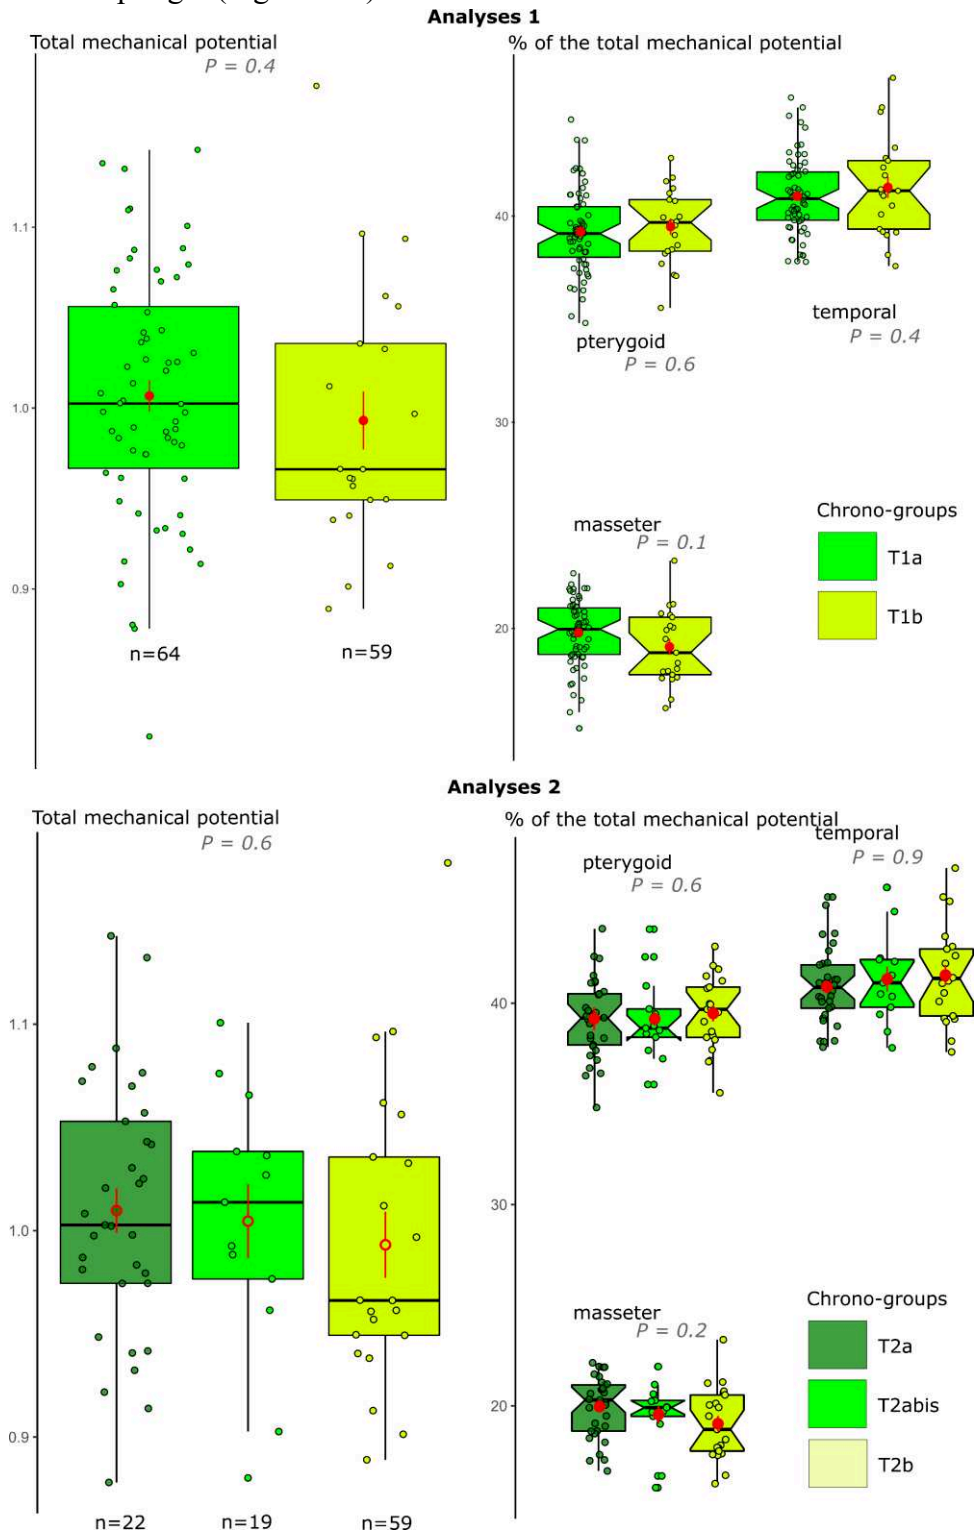 Analyses 1
Total mechanical potential
P = 0.4
1.1
1.0
0.9
n=64
n=59
% of the total mechanical potential
40
30
20
pterygoid
P = 0.6
temporal
P = 0.4
masseter
P = 0.1
Chrono-groups
T1a
T1b
Analyses 2
Total mechanical potential
P = 0.6
1.1
1.0
0.9
n=22
n=19
n=59
% of the total mechanical potential
temporal
P = 0.9
pterygoid
P = 0.6
40
30
20
masseter
P = 0.2
Chrono-groups
T2a
T2abis
T2b